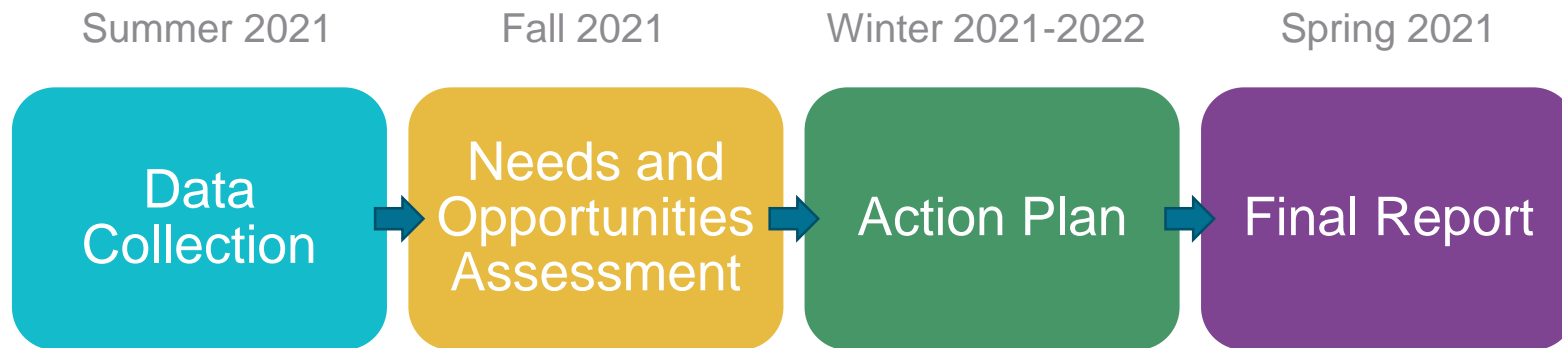 Summer 2021
Fall 2021
Winter 2021-2022
Spring 2021
Data
Collection
Needs and
Opportunities
Assessment
Action Plan
Final Report